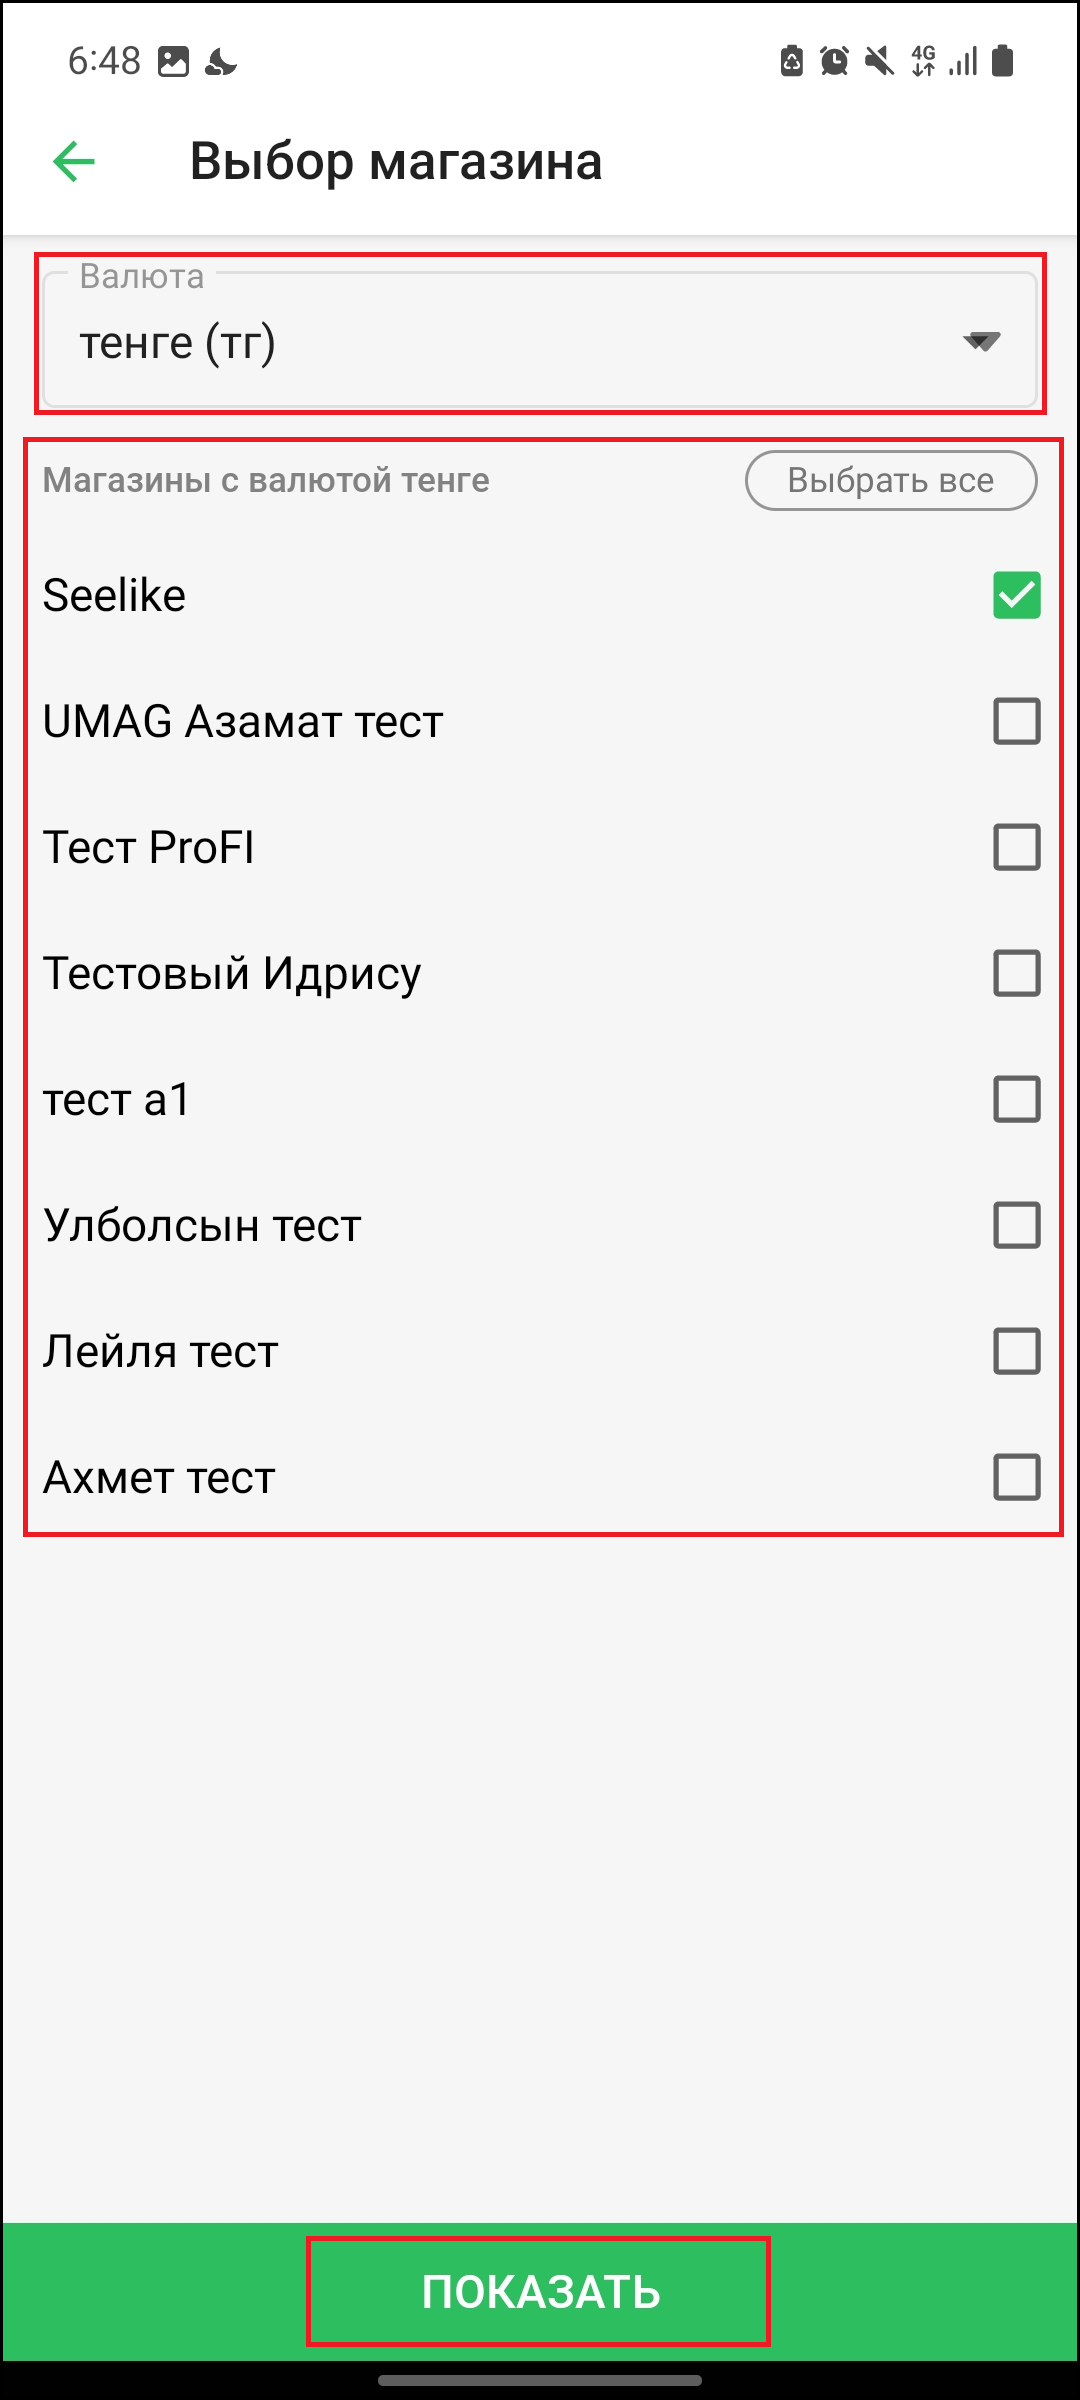 6:48
4G
Выбор магазина
Валюта
тенге (тг)
Магазины с валютой тенге
Выбрать все
Seelike
UMAG Азамат тест
Тест ProFI
Тестовый Идрису
тест а1
Улболсын тест
Лейля тест
Ахмет тест
ПОКАЗАТЬ